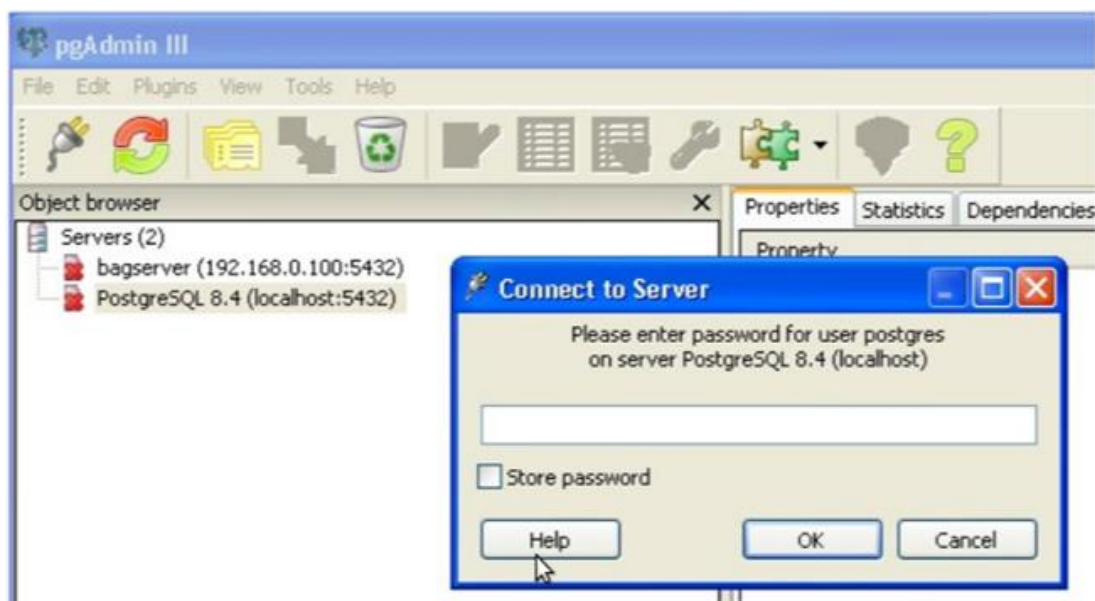 pgAdmin III
File Edit Plugins View Tools Help
Object browser
Properties Statistics Dependencies
Servers (2)
Property
bagserver (192.168.0.100:5432)
PostgreSQL 8.4 (localhost:5432)
Connect to Server
Please enter password for user postgres
on server PostgreSQL 8.4 (localhost)
Store password
Help OK Cancel